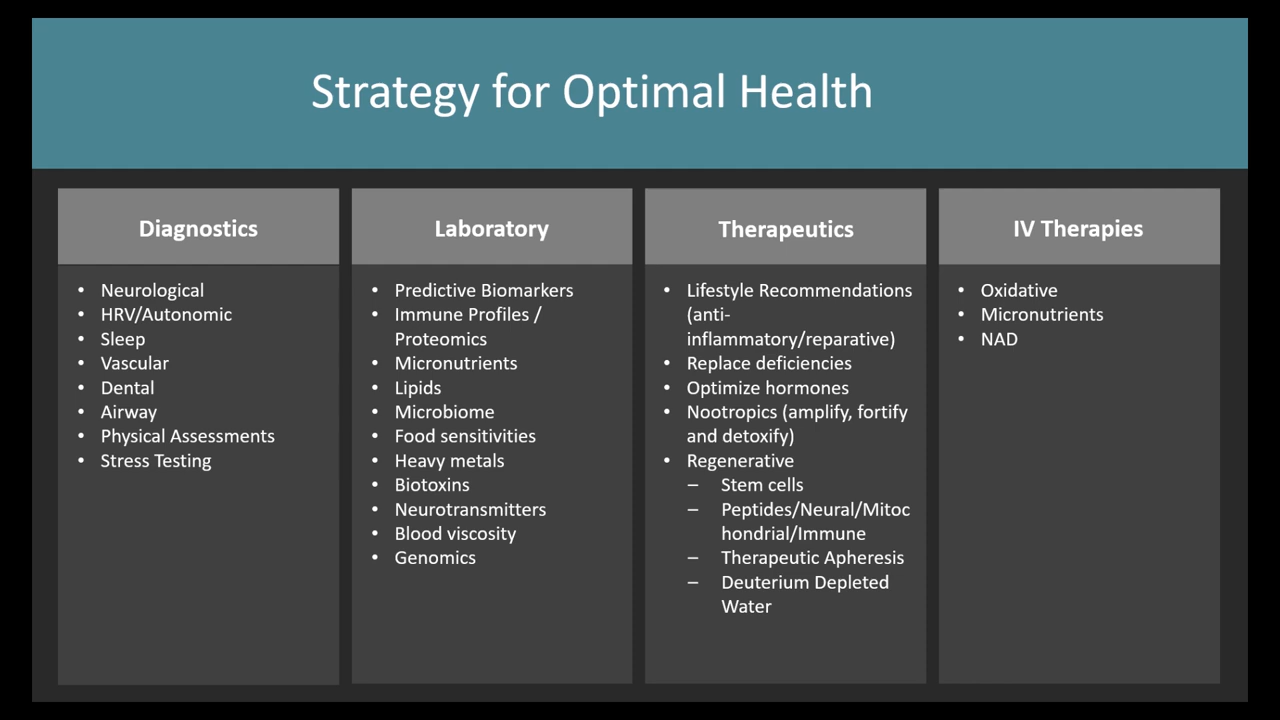 Strategy for Optimal Health
Diagnostics
• Neurological
• HRV/Autonomic
• Sleep
• Vascular
• Dental
• Airway
• Physical Assessments
• Stress Testing
Laboratory
• Predictive Biomarkers
• Immune Profiles /
Proteomics
• Micronutrients
• Lipids
• Microbiome
• Food sensitivities
• Heavy metals
• Biotoxins
• Neurotransmitters
• Blood viscosity
• Genomics
Therapeutics
• Lifestyle Recommendations
(anti-
inflammatory/reparative)
• Replace deficiencies
• Optimize hormones
• Nootropics (amplify, fortify
and detoxify)
• Regenerative
– Stem cells
– Peptides/Neural/Mitoc
hondrial/Immune
– Therapeutic Apheresis
– Deuterium Depleted
Water
IV Therapies
• Oxidative
• Micronutrients
• NAD